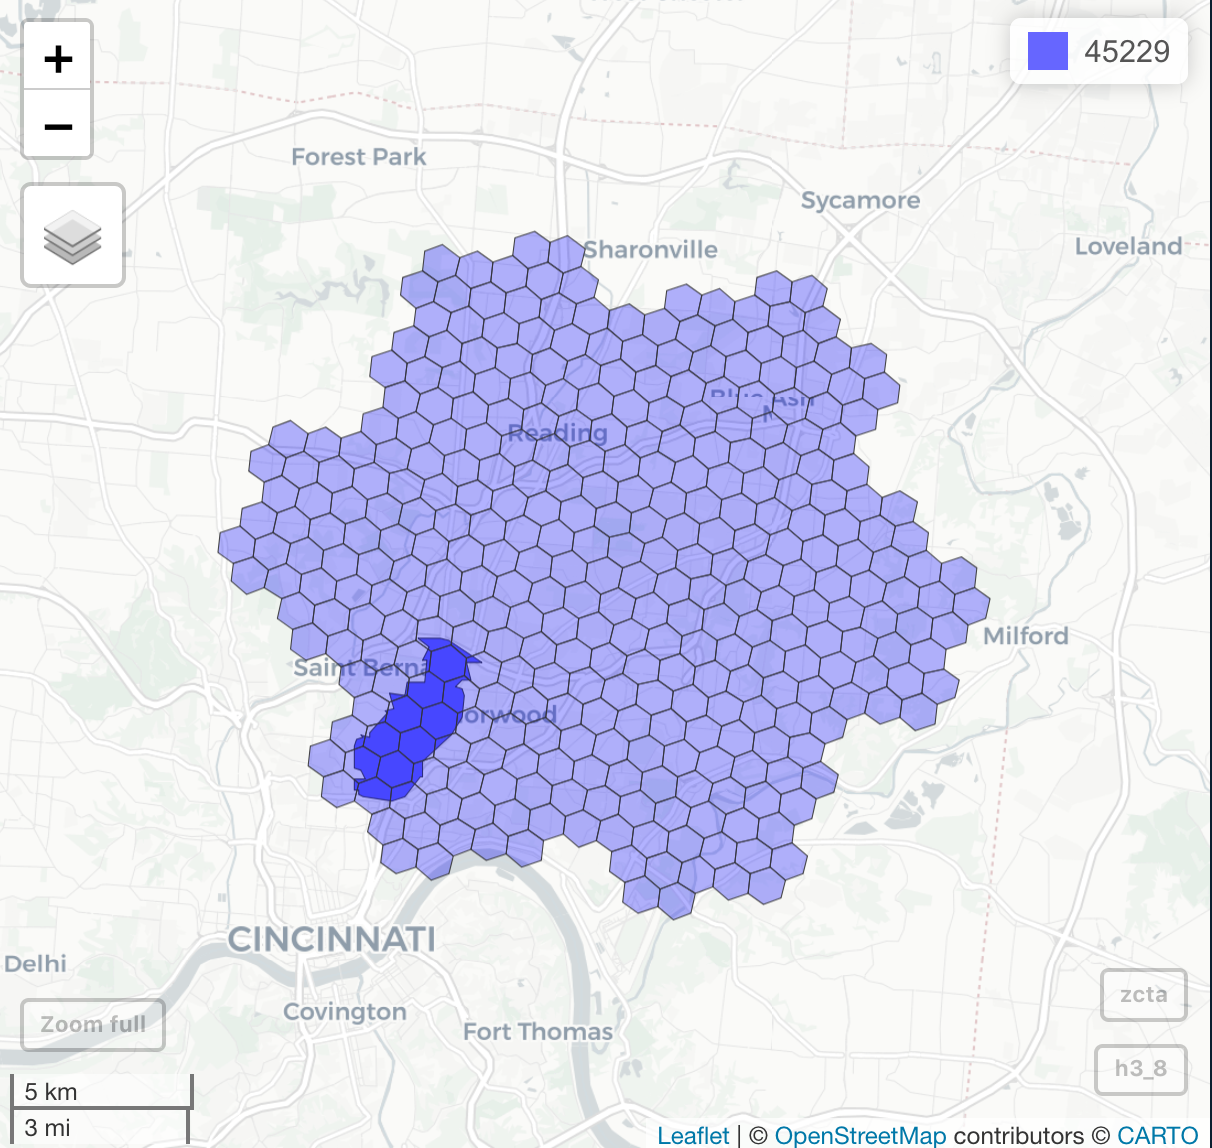 +
−
45229
Forest Park
Sycamore
Sharonville
Loveland
Blue Ash
Reading
Milford
Saint Berna
orwood
CINCINNATI
Delhi
zcta
Zoom full
Covington
Fort Thomas
h3_8
5 km
3 mi
Leaflet | © OpenStreetMap contributors © CARTO